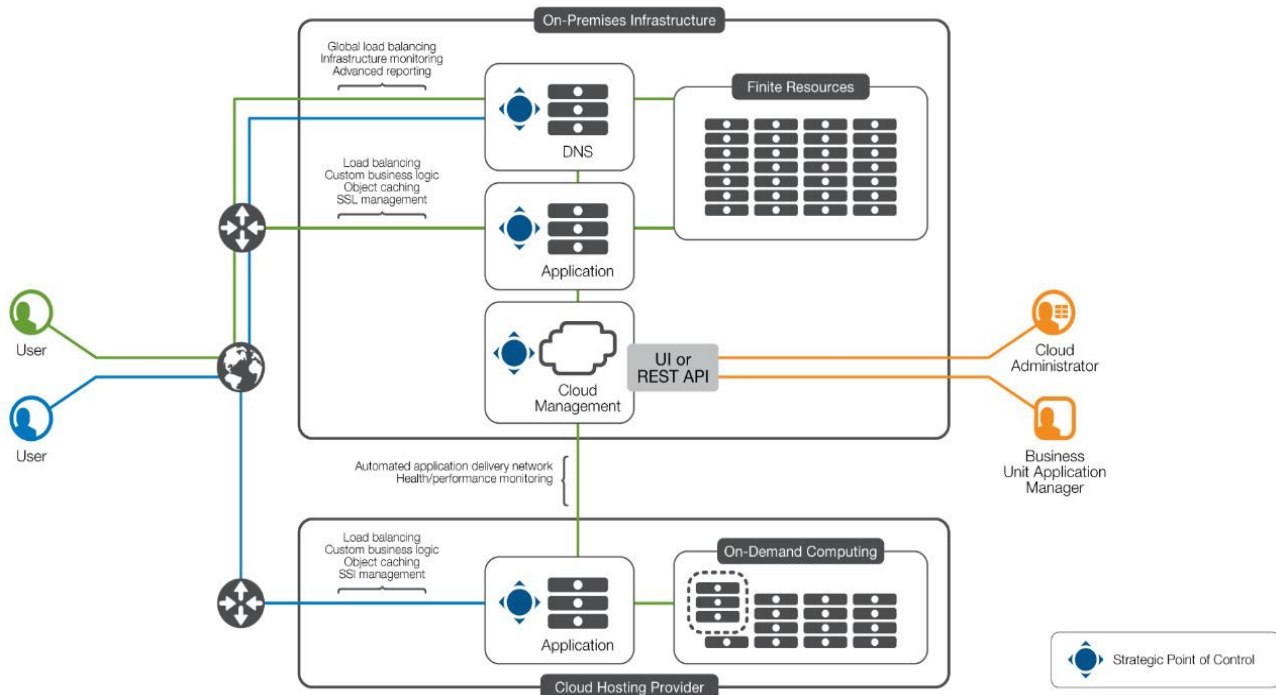 On-Premises Infrastructure
Global load balancing
Infrastructure monitoring
Advanced reporting
DNS
Finite Resources
Load balancing
Custom business logic
Object caching
SSL management
Application
User
User
Cloud
Management
UI or
REST API
Cloud
Administrator
Business
Unit Application
Manager
Automated application delivery network
Health/performance monitoring
Load balancing
Custom business logic
Object caching
SSl management
Application
On-Demand Computing
Cloud Hosting Provider
Strategic Point of Control